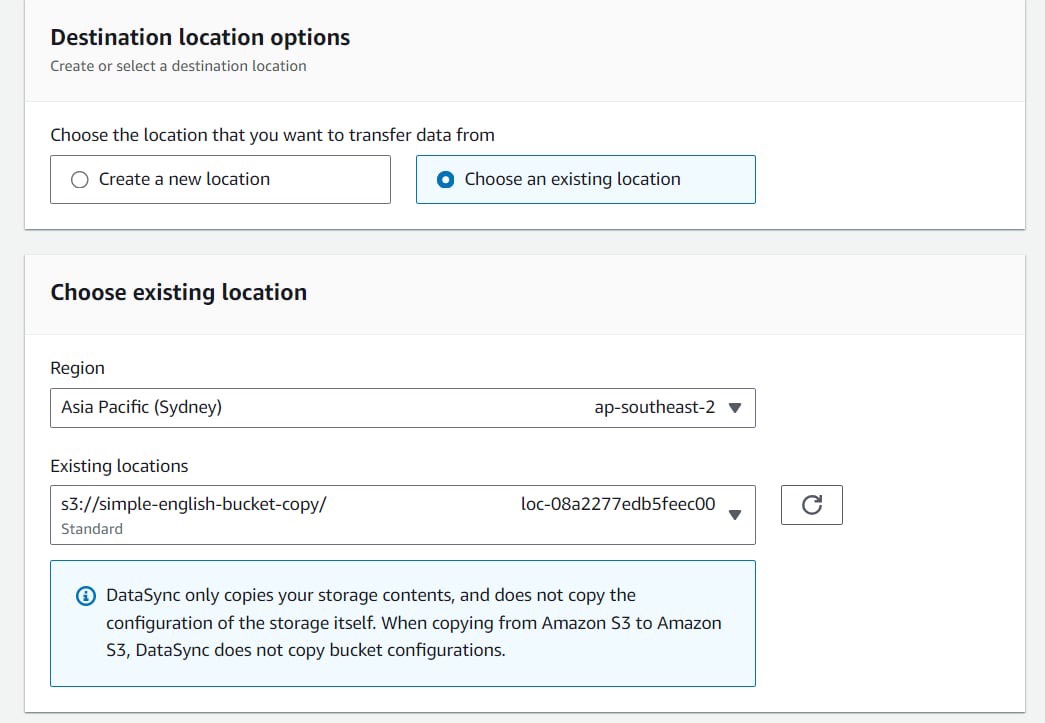 Destination location options
Create or select a destination location
Choose the location that you want to transfer data from
Create a new location
Choose an existing location
Choose existing location
Region
Asia Pacific (Sydney) ap-southeast-2
Existing locations
s3://simple-english-bucket-copy/ loc-08a2277edb5feec00
Standard
DataSync only copies your storage contents, and does not copy the
configuration of the storage itself. When copying from Amazon S3 to Amazon
S3, DataSync does not copy bucket configurations.